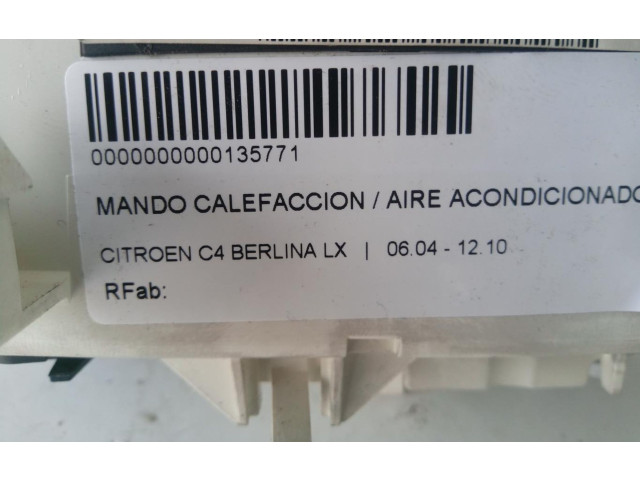 0000000000135771
MANDO CALEFACCION / AIRE ACONDICIONADO
CITROEN C4 BERLINA LX | 06.04 - 12.10
RFab: